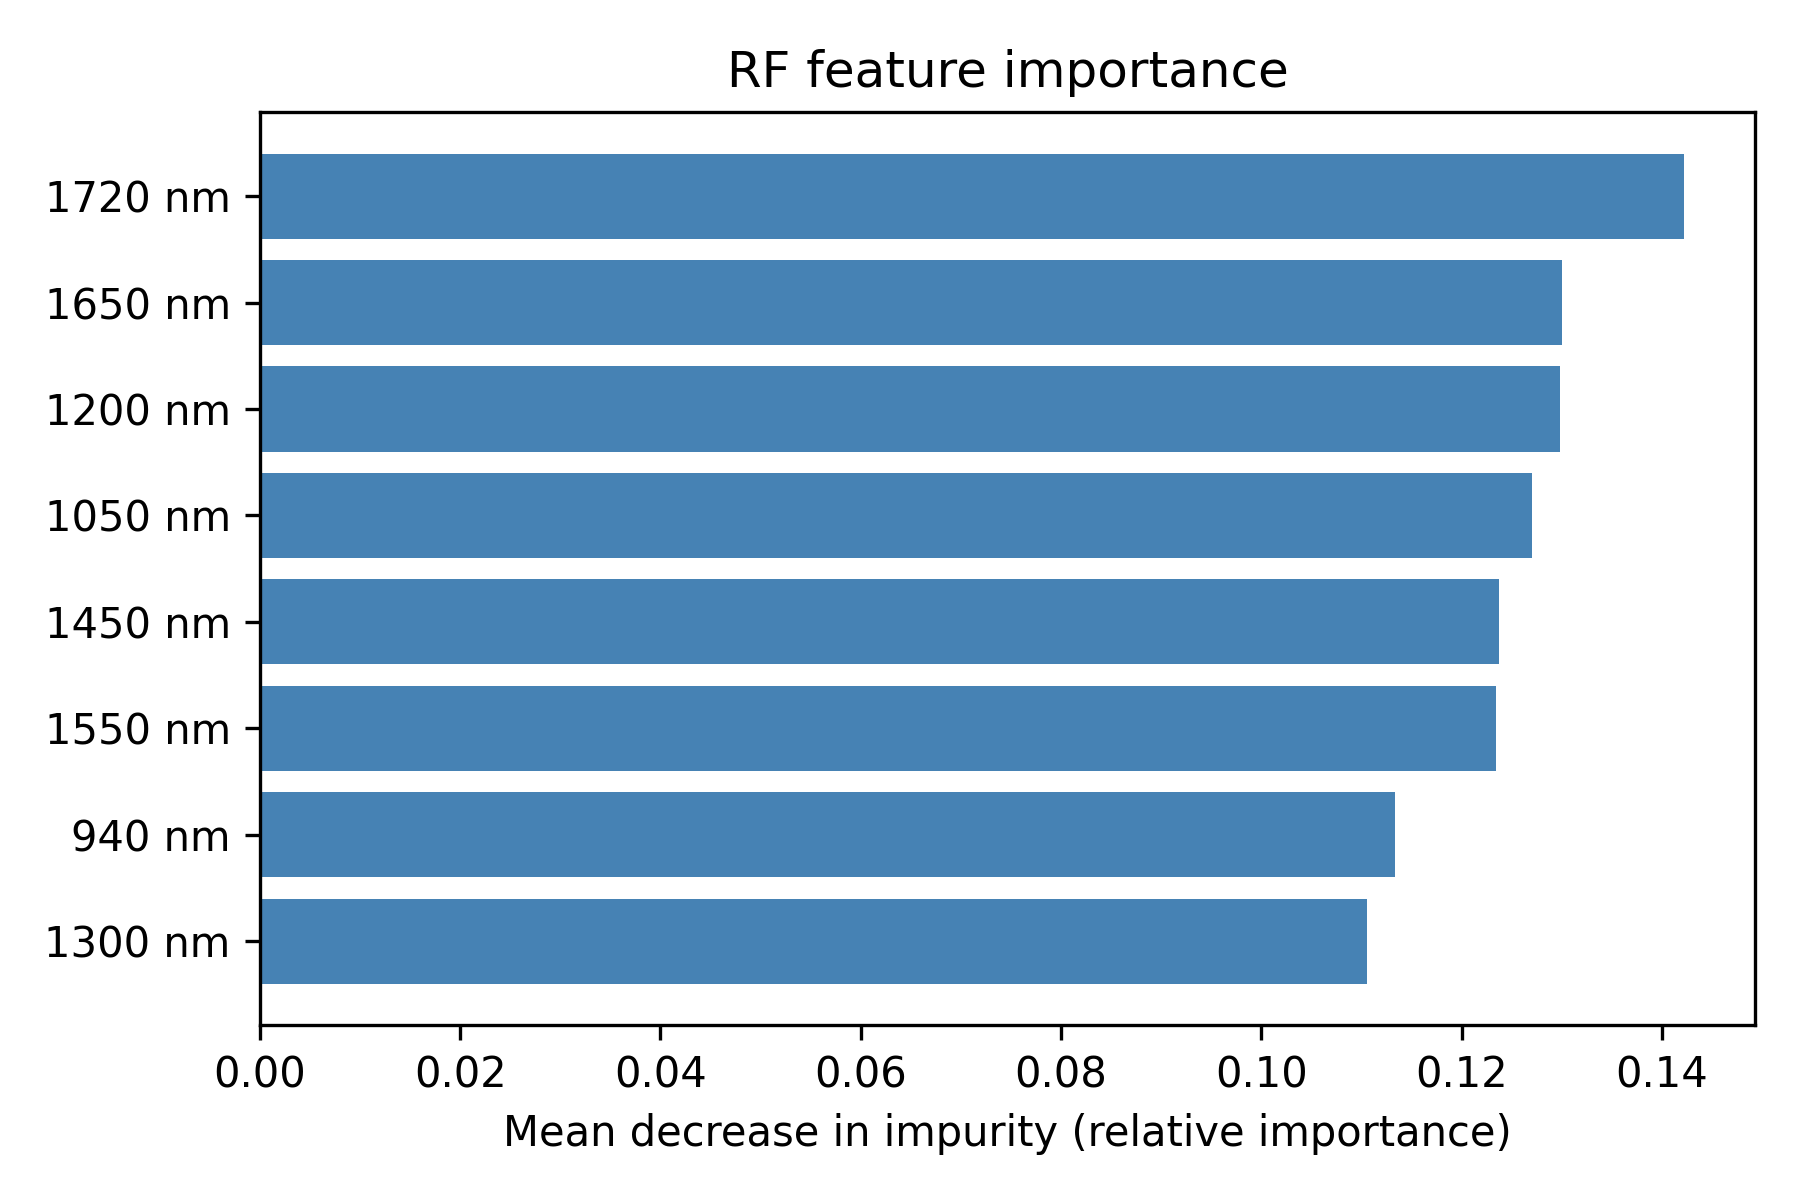 RF feature importance
1720 nm
1650 nm
1200 nm
1050 nm
1450 nm
1550 nm
940 nm
1300 nm
0.00 0.02 0.04 0.06 0.08 0.10 0.12 0.14
Mean decrease in impurity (relative importance)